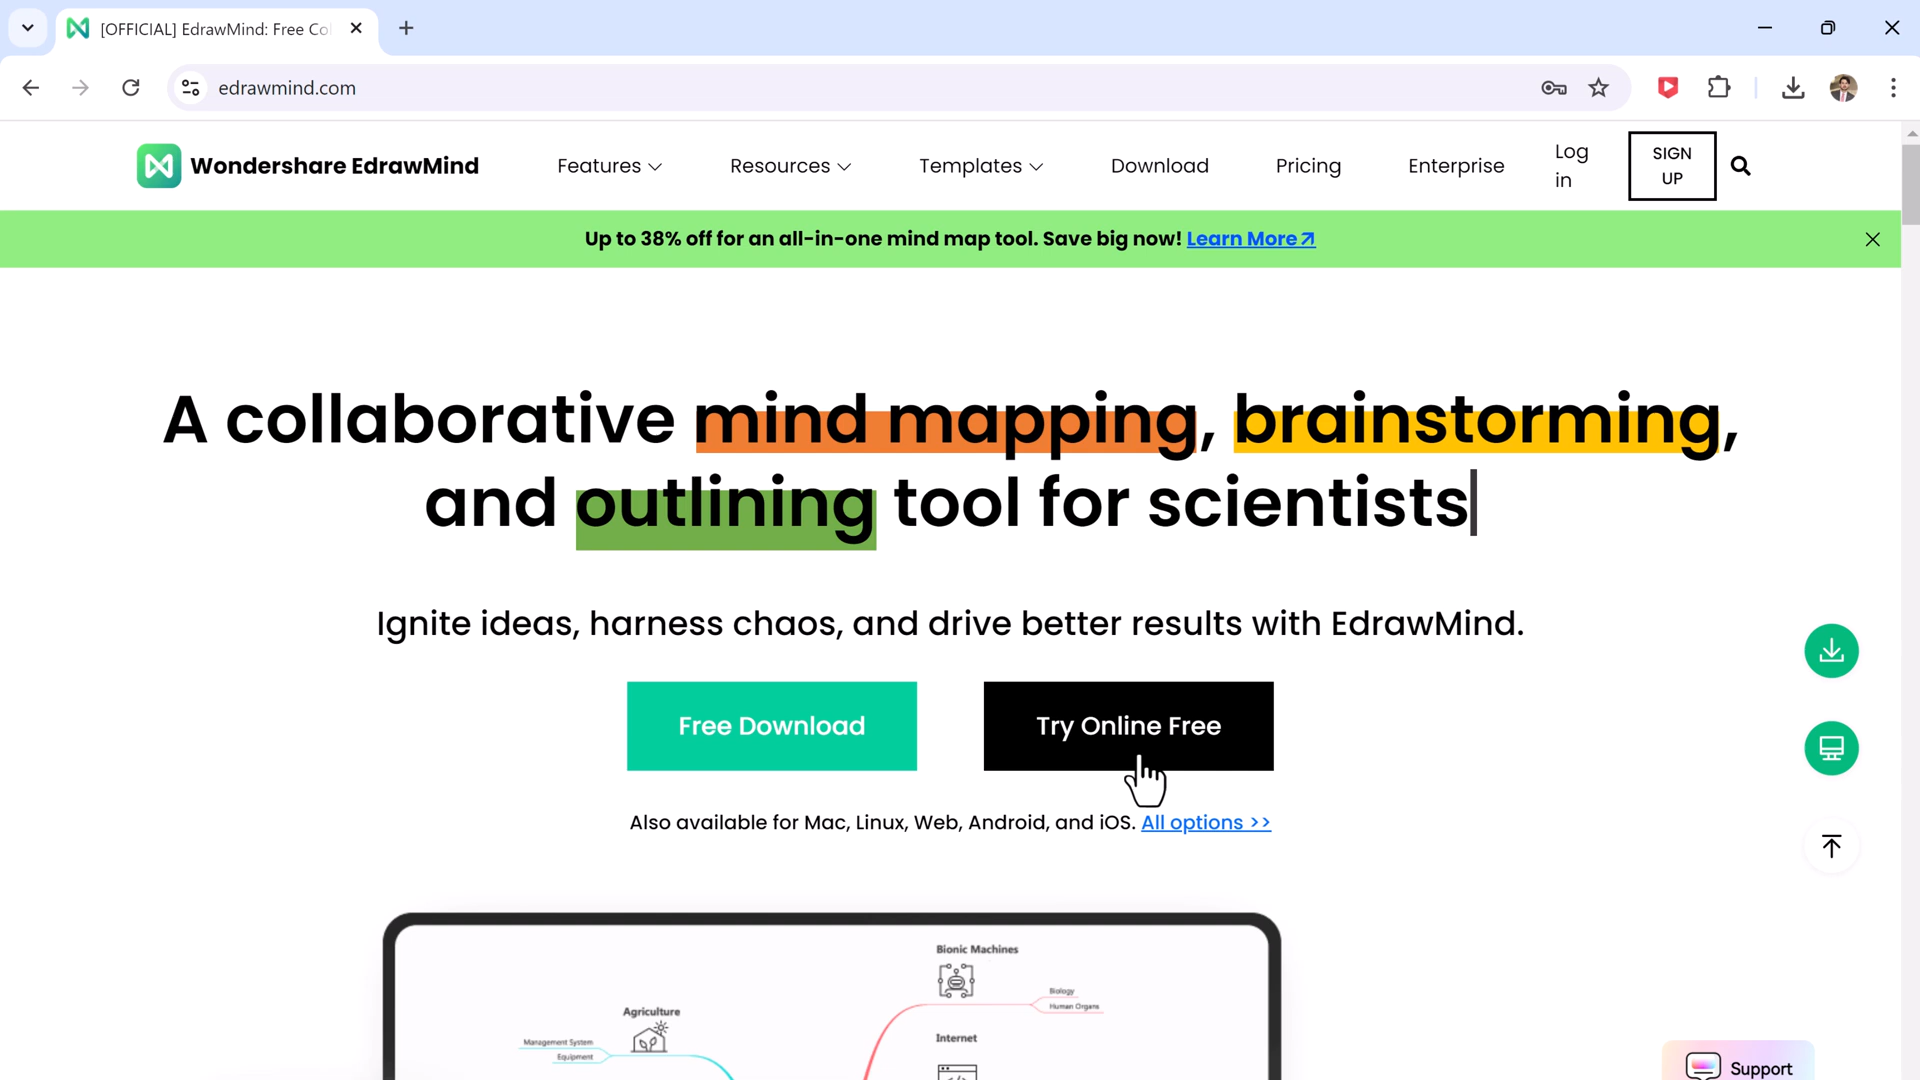 [OFFICIAL] EdrawMind: Free Co
edrawmind.com
Wondershare EdrawMind
Features
Resources
Templates
Download
Pricing
Enterprise
Log
in
SIGN
UP
Up to 38% off for an all-in-one mind map tool. Save big now! Learn More
A collaborative mind mapping, brainstorming,
and outlining tool for scientists
Ignite ideas, harness chaos, and drive better results with EdrawMind.
Free Download
Try Online Free
Also available for Mac, Linux, Web, Android, and iOS. All options >>
Bionic Machines
Biology
Human Organs
Agriculture
Management System
Equipment
Internet
Support